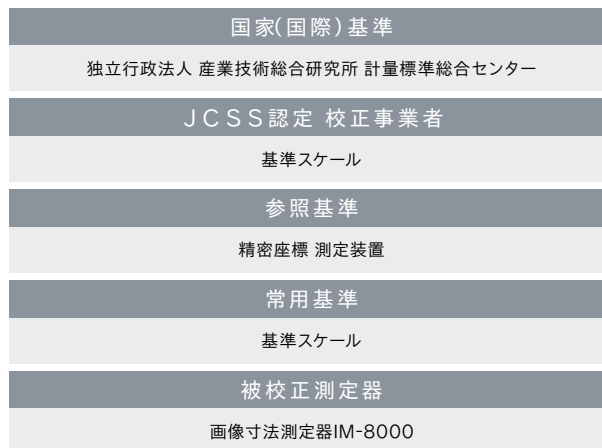 国家(国際)基準
独立行政法人 産業技術総合研究所 計量標準総合センター
JCSS認定 校正事業者
基準スケール
参照基準
精密座標 測定装置
常用基準
基準スケール
被校正測定器
画像寸法測定器IM-8000